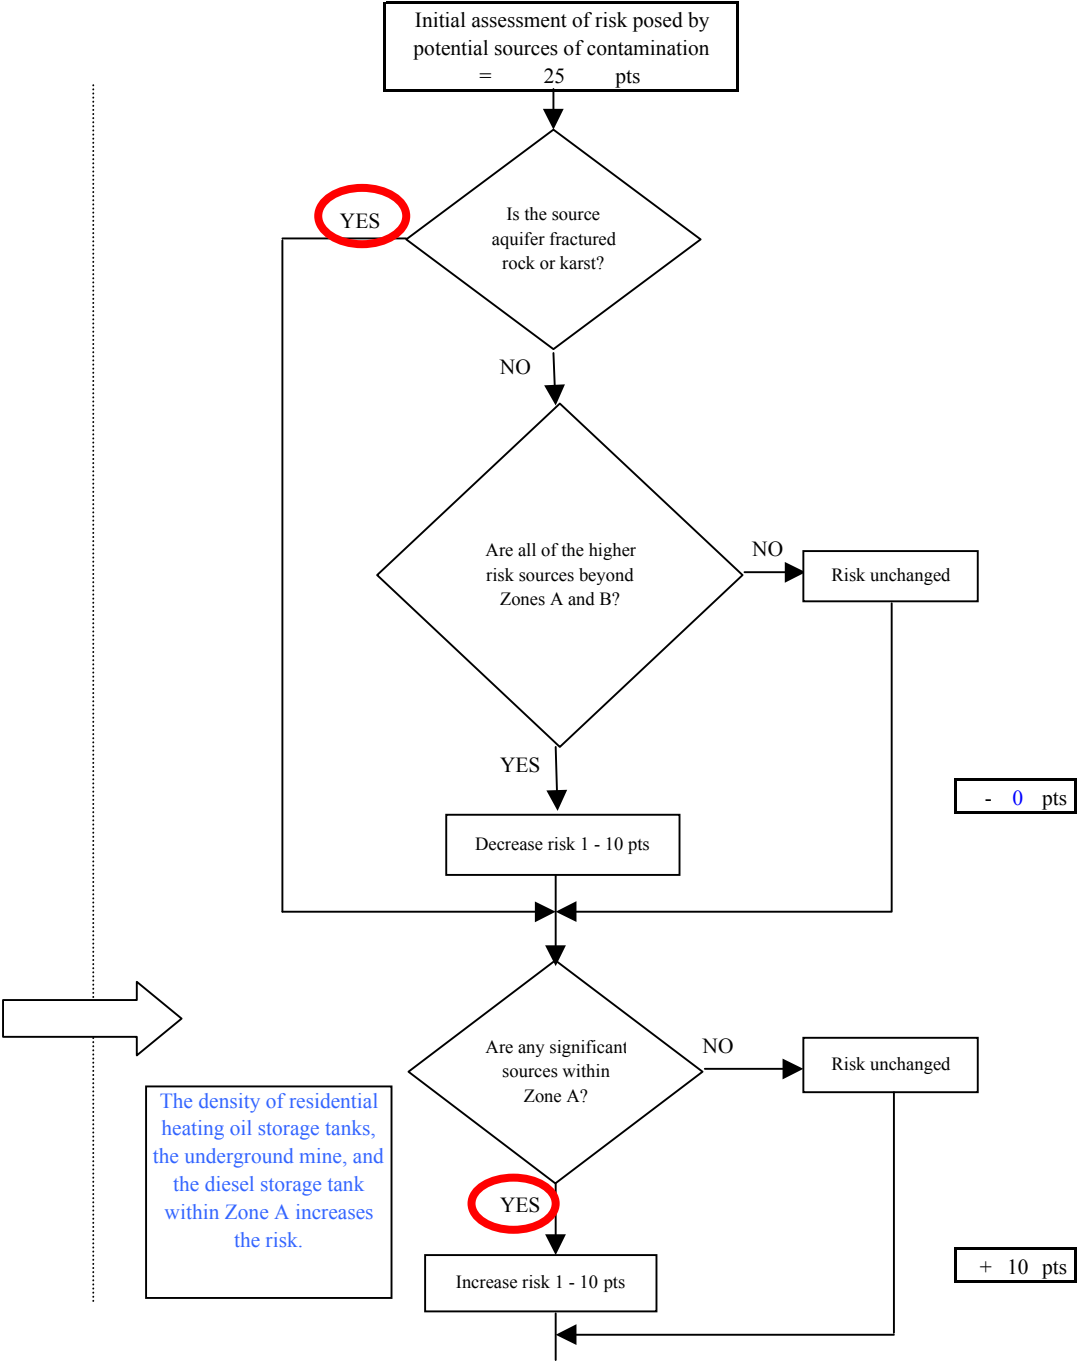 Initial assessment of risk posed by
potential sources of contamination
= 25 pts
YES
Is the source
aquifer fractured
rock or karst?
NO
Are all of the higher
risk sources beyond
Zones A and B?
NO
Risk unchanged
YES
- 0 pts
Decrease risk 1 - 10 pts
Are any significant
sources within
Zone A?
NO
Risk unchanged
The density of residential
heating oil storage tanks,
the underground mine, and
the diesel storage tank
within Zone A increases
the risk.
YES
+ 10 pts
Increase risk 1 - 10 pts